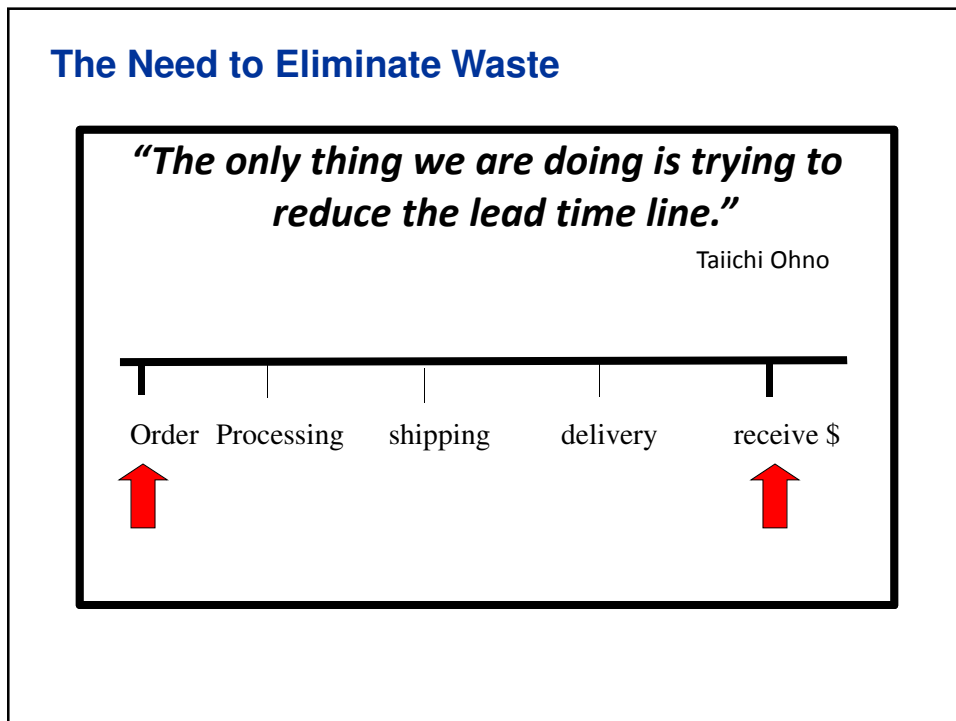 The Need to Eliminate Waste
“The only thing we are doing is trying to
reduce the lead time line.”
Taiichi Ohno
Order Processing shipping delivery receive $